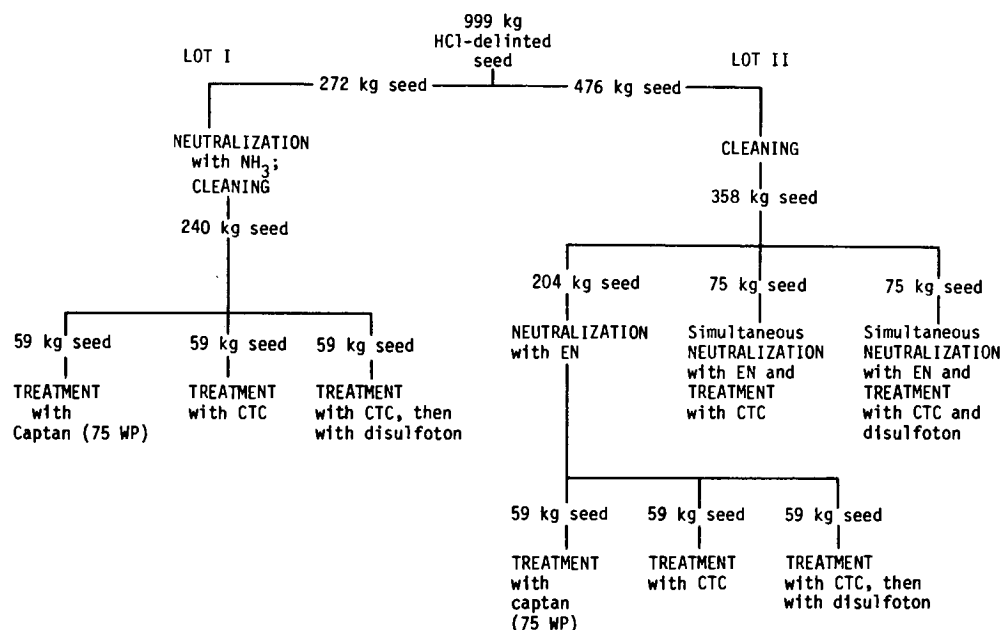 999 kg
HCl-delinted
seed
LOT I
LOT II
272 kg seed
476 kg seed
NEUTRALIZATION
with NH3;
CLEANING
CLEANING
240 kg seed
358 kg seed
204 kg seed
75 kg seed
75 kg seed
NEUTRALIZATION
with EN
Simultaneous
NEUTRALIZATION
with EN and
TREATMENT
with CTC
Simultaneous
NEUTRALIZATION
with EN and
TREATMENT
with CTC and
disulfoton
59 kg seed
59 kg seed
59 kg seed
TREATMENT
with
Captan (75 WP)
TREATMENT
with CTC
TREATMENT
with CTC, then
with disulfoton
59 kg seed
59 kg seed
59 kg seed
TREATMENT
with
captan
(75 WP)
TREATMENT
with CTC
TREATMENT
with CTC, then
with disulfoton